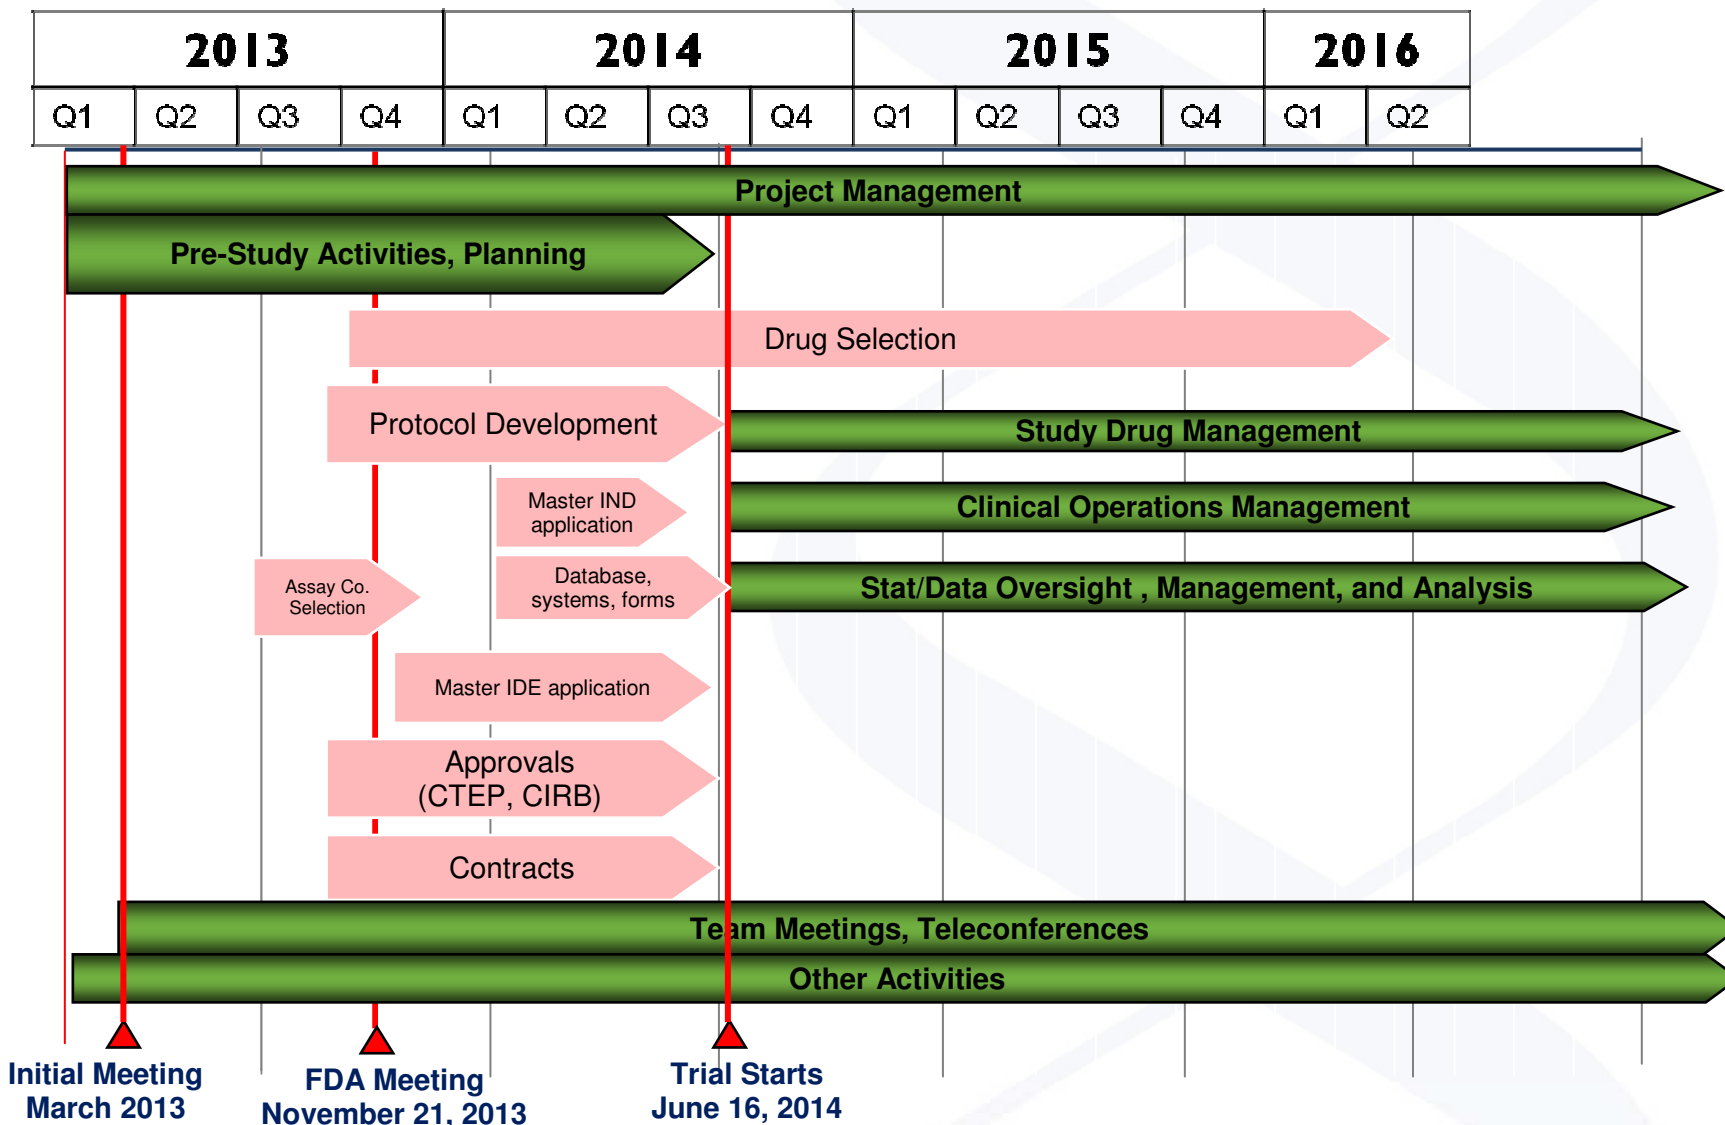 2013 2014 2015 2016
Q1 Q2 Q3 Q4 Q1 Q2 Q3 Q4 Q1 Q2 Q3 Q4 Q1 Q2
Project Management
Pre-Study Activities, Planning
Drug Selection
Protocol Development
Study Drug Management
Master IND
application
Clinical Operations Management
Assay Co.
Selection
Database,
systems, forms
Stat/Data Oversight , Management, and Analysis
Master IDE application
Approvals
(CTEP, CIRB)
Contracts
Team Meetings, Teleconferences
Other Activities
Initial Meeting
March 2013
FDA Meeting
November 21, 2013
Trial Starts
June 16, 2014